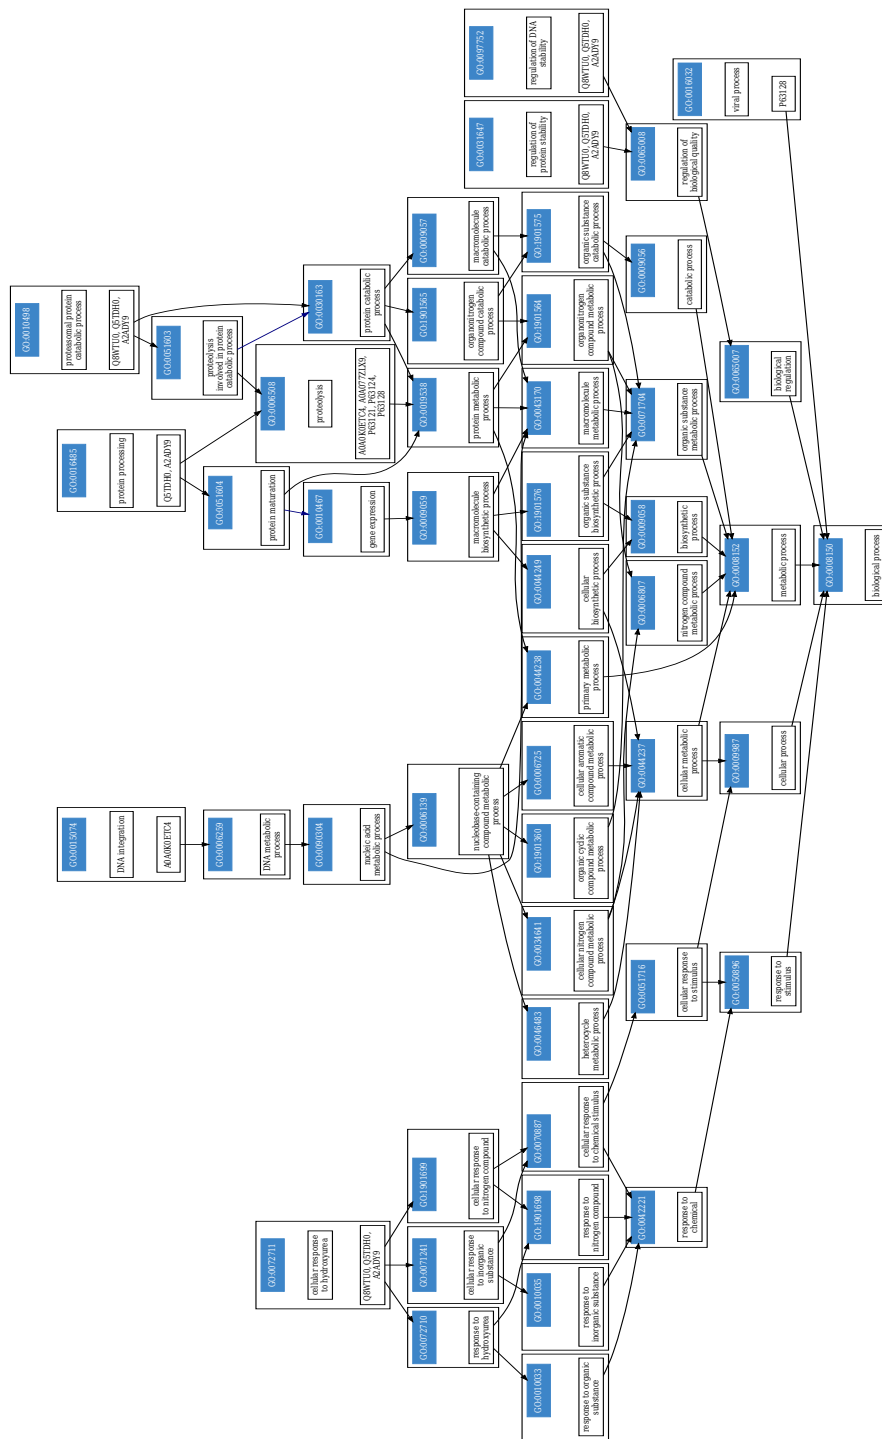 GO:0010498
proteasomal protein
catabolic process
Q8WTU0, Q5TDH0,
A2ADY9
GO:0097752
regulation of DNA
stability
Q8WTU0, Q5TDH0,
A2ADY9
GO:0031647
regulation of
protein stability
Q8WTU0, Q5TDH0,
A2ADY9
GO:0016032
viral process
P63128
GO:0016485
protein processing
Q5TDH0, A2ADY9
GO:0051603
proteolysis
involved in protein
catabolic process
GO:0051604
protein maturation
GO:0006508
proteolysis
A0A0K0ETC4, A0A077ZLX9,
P63121, P63124,
P63128
GO:0030163
protein catabolic
process
GO:0010467
gene expression
GO:0009057
macromolecule
catabolic process
GO:1901565
organonitrogen
compound catabolic
process
GO:0019538
protein metabolic
process
GO:0009059
macromolecule
biosynthetic process
GO:1901575
organic substance
catabolic process
GO:1901564
organonitrogen
compound metabolic
process
GO:0043170
macromolecule
metabolic process
GO:1901576
organic substance
biosynthetic process
GO:0044249
cellular
biosynthetic process
GO:0044238
primary metabolic
process
GO:0065008
regulation of
biological quality
GO:0009056
catabolic process
GO:0071704
organic substance
metabolic process
GO:0009058
biosynthetic
process
GO:0006807
nitrogen compound
metabolic process
GO:0065007
biological
regulation
GO:0008152
metabolic process
GO:0008150
biological process
GO:0015074
DNA integration
A0A0K0ETC4
GO:0006259
DNA metabolic
process
GO:0090304
nucleic acid
metabolic process
GO:0006139
nucleobase-containing
compound metabolic
process
GO:0006725
cellular aromatic
compound metabolic
process
GO:1901360
organic cyclic
compound metabolic
process
GO:0034641
cellular nitrogen
compound metabolic
process
GO:0046483
heterocycle
metabolic process
GO:0044237
cellular metabolic
process
GO:0009987
cellular process
GO:0051716
cellular response
to stimulus
GO:0050896
response to
stimulus
GO:0072711
cellular response
to hydroxyurea
Q8WTU0, Q5TDH0,
A2ADY9
GO:1901699
cellular response
to nitrogen compound
GO:0071241
cellular response
to inorganic
substance
GO:0072710
response to
hydroxyurea
GO:0070887
cellular response
to chemical stimulus
GO:1901698
response to
nitrogen compound
GO:0010035
response to
inorganic substance
GO:0010033
response to organic
substance
GO:0042221
response to
chemical